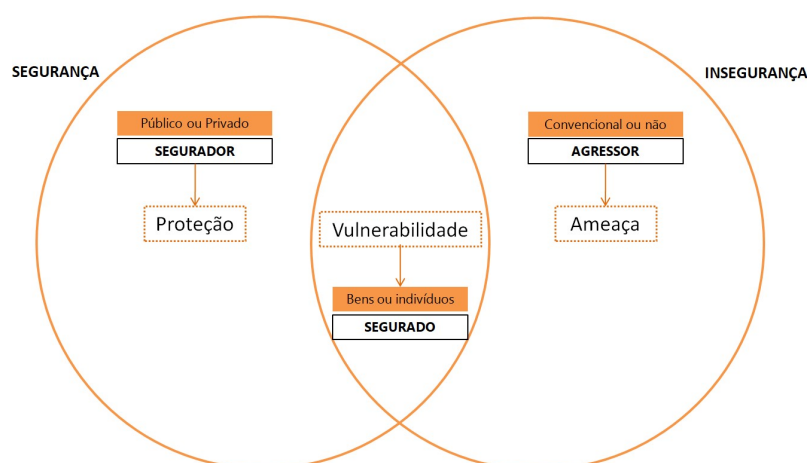 SEGURANÇA
INSEGURANÇA
Público ou Privado
SEGURADOR
Proteção
Convencional ou não
AGRESSOR
Ameaça
Vulnerabilidade
Bens ou indivíduos
SEGURADO